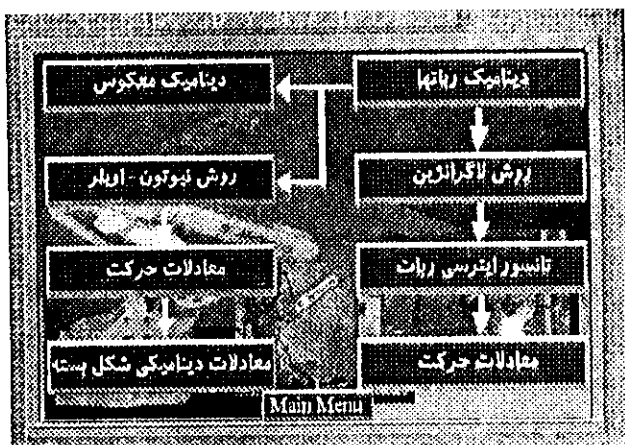 دینامیک رباتها
دینامیک معکوس
روش لاگرانژین
روش نیوتون - اویلر
تانسور اینرسی ربات
معادلات حرکت
معادلات حرکت
معادلات دینامیکی شکل بسته
Main Menu